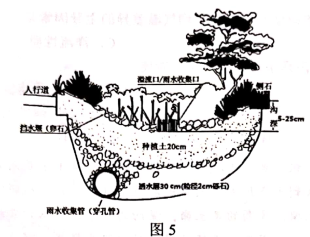 溢流口/雨水收集口
侧石
人行道
沟
深
5-25cm
挡水堰（卵石）
种植土20cm
透水层30 cm(粒径2cm砾石)
雨水收集管（穿孔管）
图 5